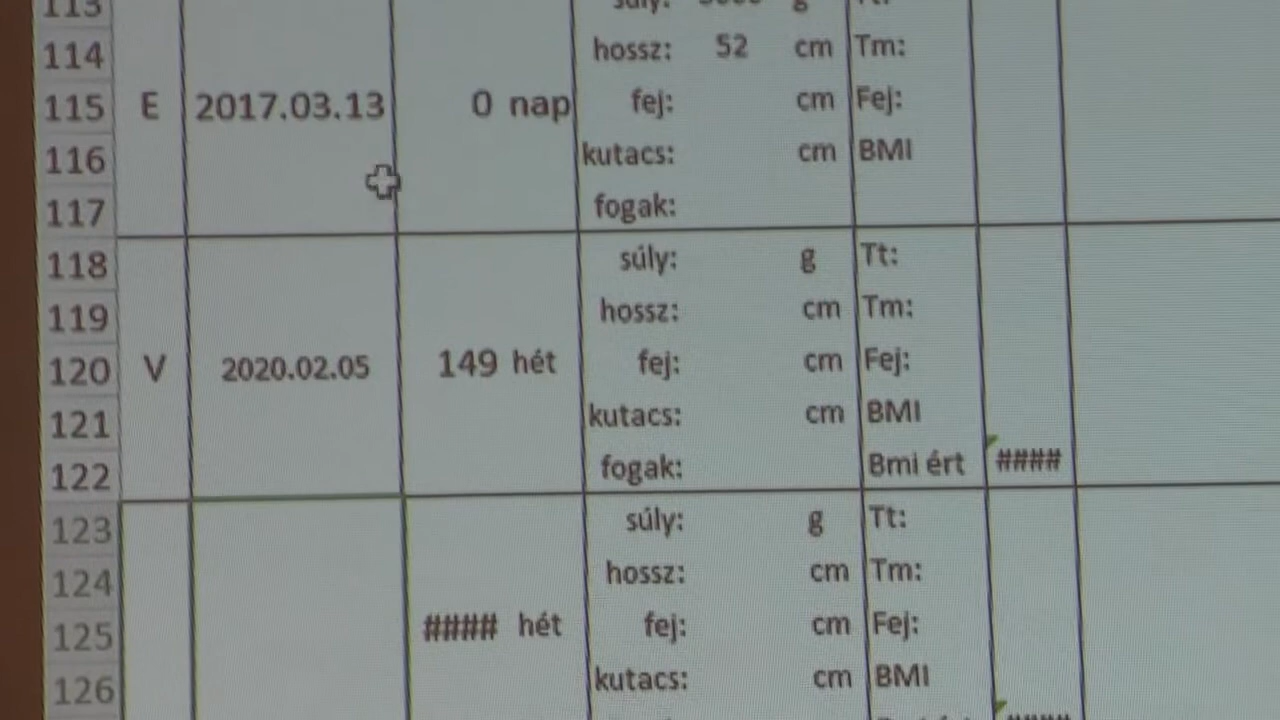 113 súly: g
114 hossz: 52 cm Tm:
115 E 2017.03.13 0 nap fej: cm Fej:
116 kutacs: cm BMI
117 fogak:
118 súly: g Tt:
119 hossz: cm Tm:
120 V 2020.02.05 149 hét fej: cm Fej:
121 kutacs: cm BMI
122 fogak: Bmi ért ####
123 súly: g Tt:
124 hossz: cm Tm:
125 #### hét fej: cm Fej:
126 kutacs: cm BMI